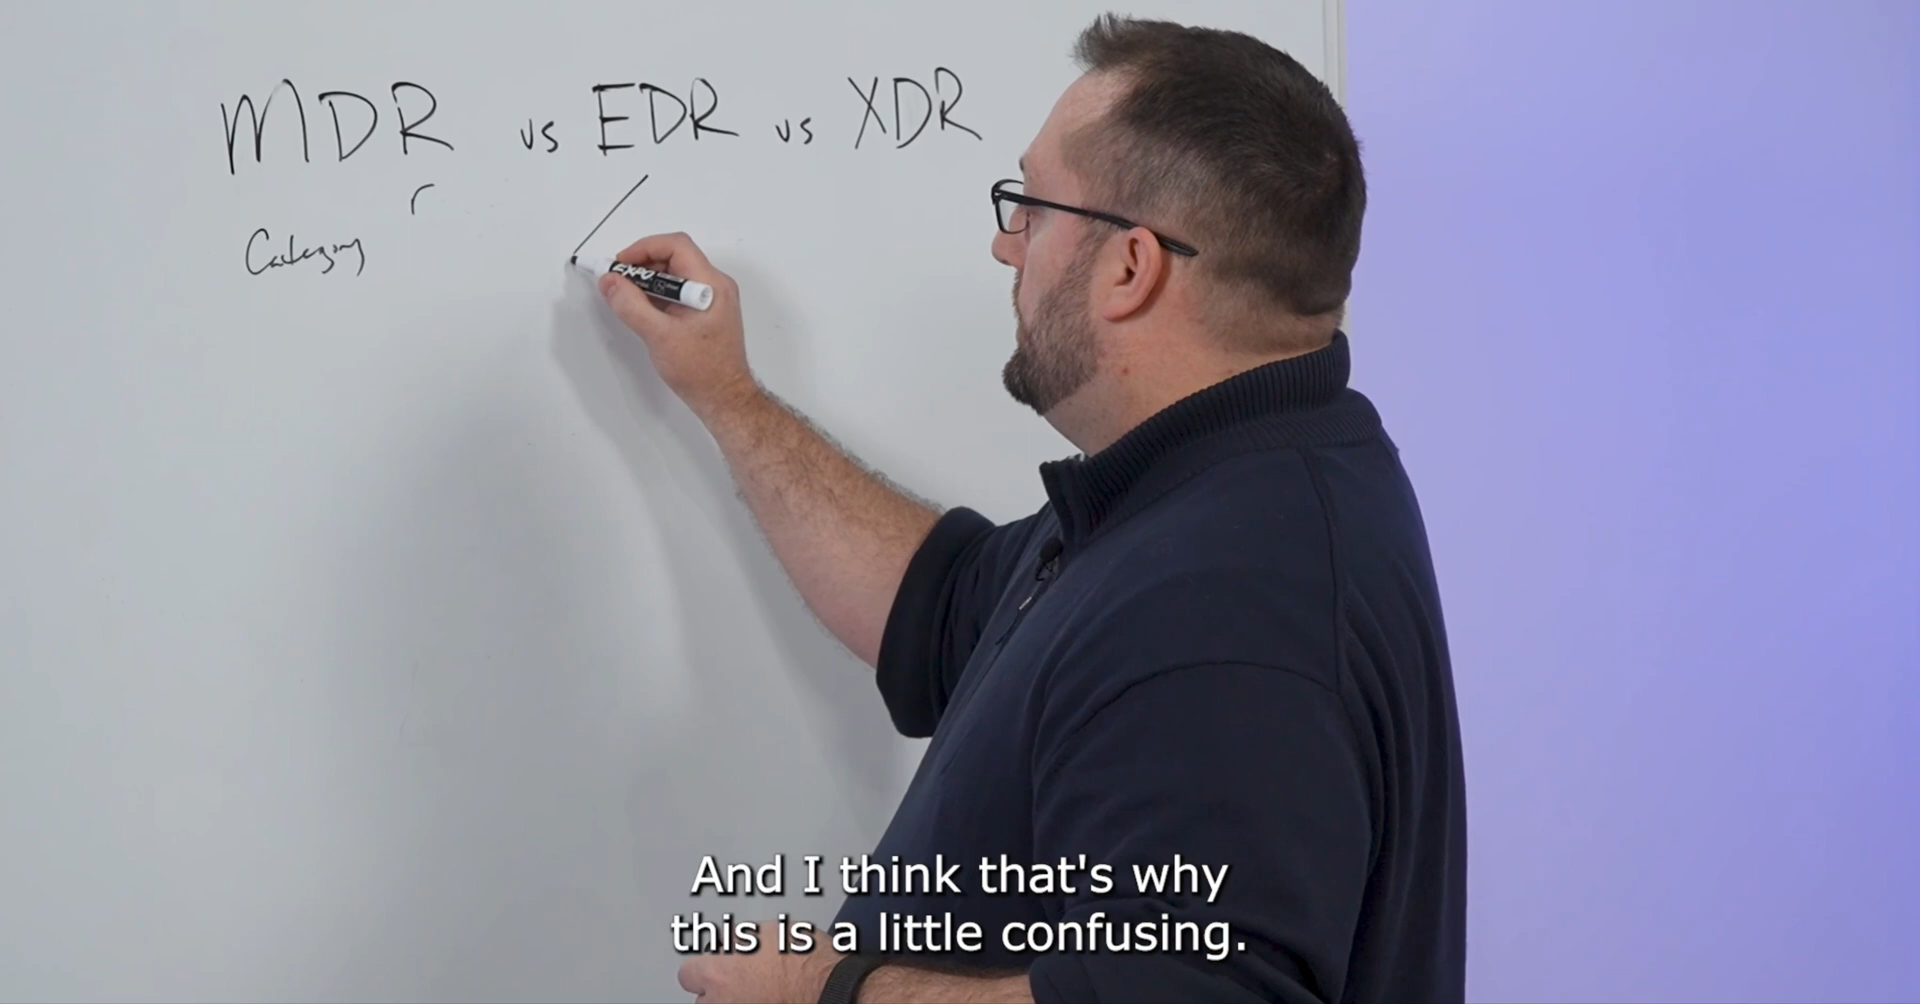 MDR vs EDR vs XDR
Category
EXPO
And I think that's why
this is a little confusing.